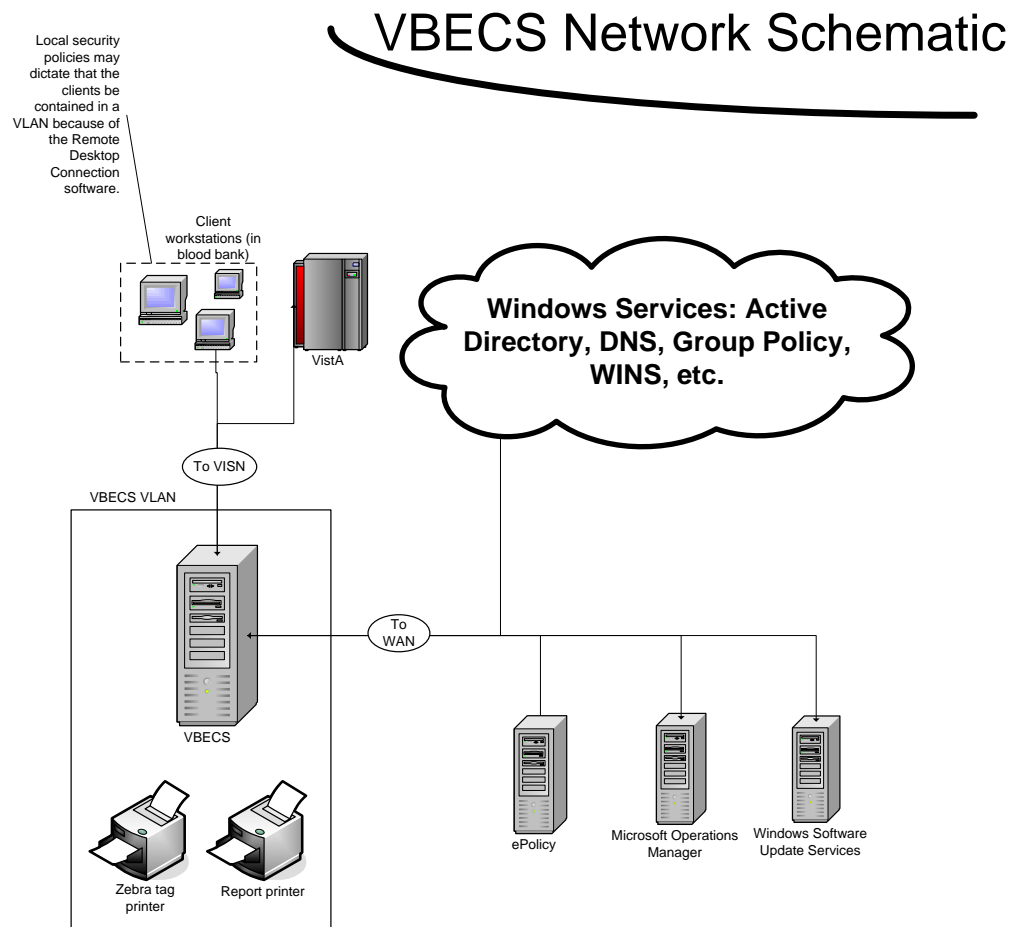 VBECS Network Schematic
Local security
policies may
dictate that the
clients be
contained in a
VLAN because of
the Remote
Desktop
Connection
software.
Client
workstations (in
blood bank)
VistA
Windows Services: Active
Directory, DNS, Group Policy,
WINS, etc.
To VISN
VBECS VLAN
To
WAN
VBECS
ePolicy
Microsoft Operations
Manager
Windows Software
Update Services
Zebra tag
printer
Report printer